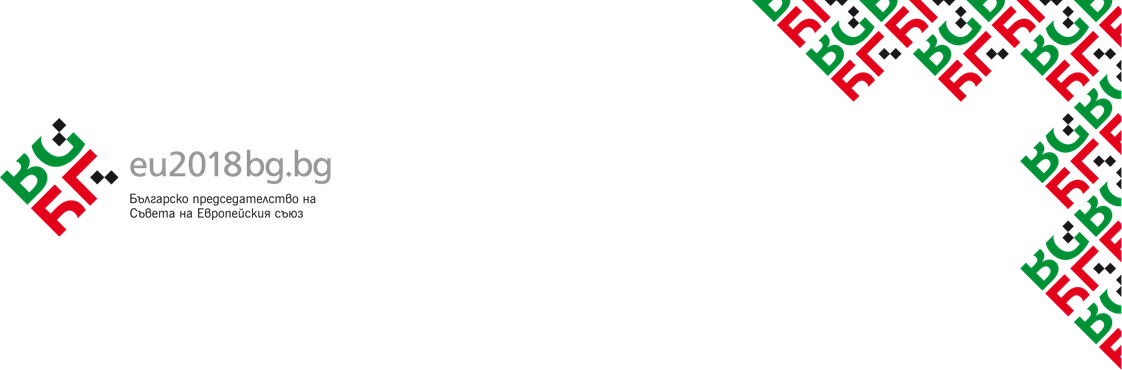 eu2018bg.bg
Българско председателство на
Съвета на Европейския съюз